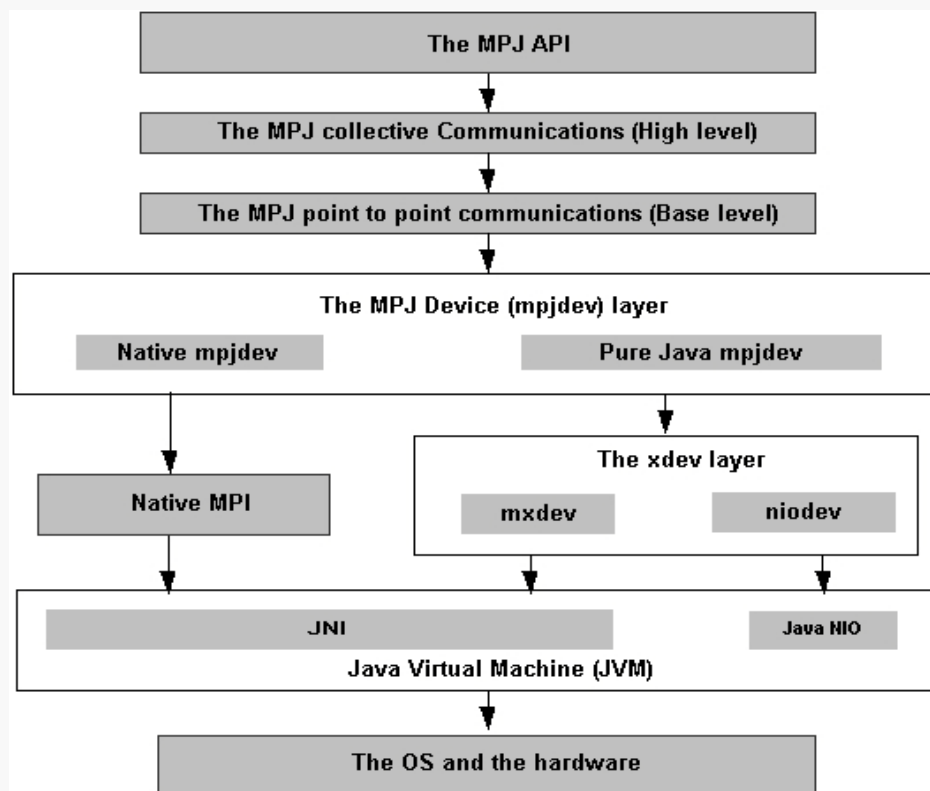 The MPJ API
The MPJ collective Communications (High level)
The MPJ point to point communications (Base level)
The MPJ Device (mpjdev) layer
Native mpjdev
Pure Java mpjdev
The xdev layer
Native MPI
mxdev
niodev
JNI
Java NIO
Java Virtual Machine (JVM)
The OS and the hardware